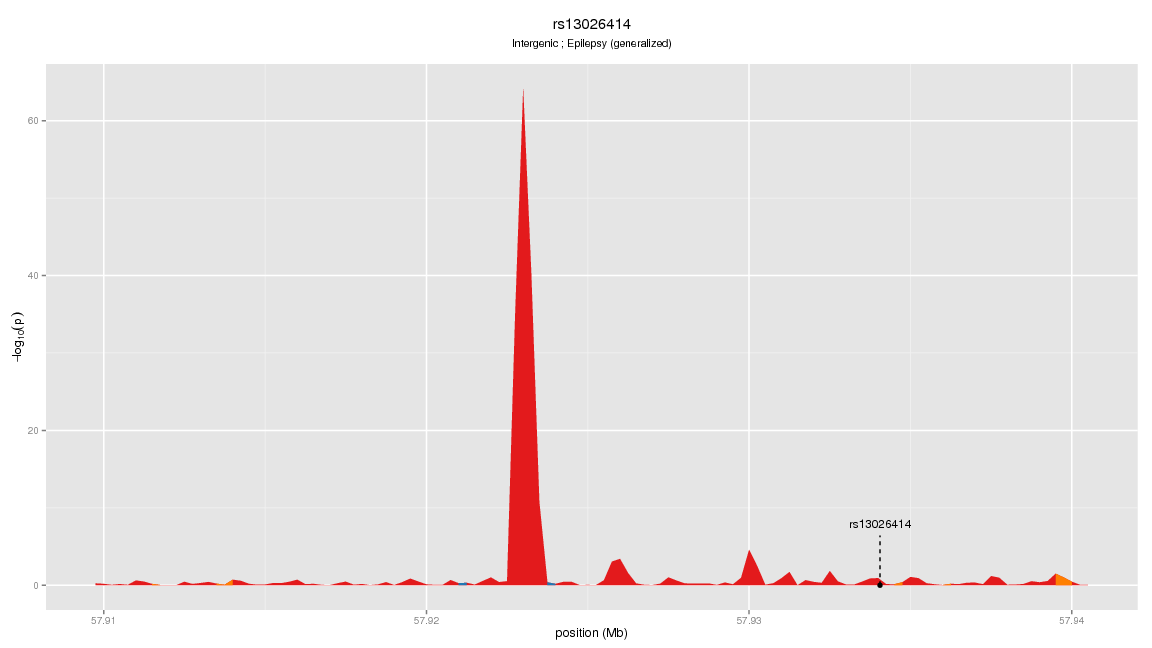 rs13026414
Intergenic ; Epilepsy (generalized)
60
40
20
0
−log10(p)
rs13026414
57.91
57.92
57.93
57.94
position (Mb)